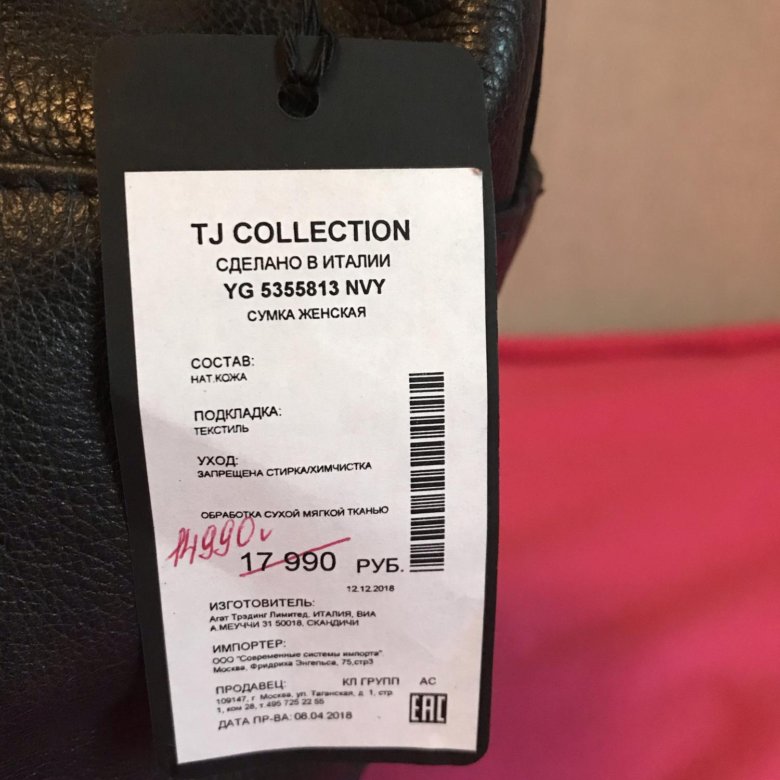 TJ COLLECTION
СДЕЛАНО В ИТАЛИИ
YG 5355813 NVY
СУМКА ЖЕНСКАЯ
СОСТАВ:
НАТ.КОЖА
ПОДКЛАДКА:
ТЕКСТИЛЬ
УХОД:
ЗАПРЕЩЕНА СТИРКА/ХИМЧИСТКА
ОБРАБОТКА СУХОЙ МЯГКОЙ ТКАНЬЮ
14990
17 990 РУБ.
12.12.2018
ИЗГОТОВИТЕЛЬ:
Агат Трэдинг Лимитед, ИТАЛИЯ, ВИА
А.МЕУЧЧИ 31 50018, СКАНДИЧИ
ИМПОРТЕР:
ООО "Современные системы импорта".
Москва, Фридриха Энгельса, 75,стр3
ПРОДАВЕЦ: КЛ ГРУПП АС
109147, г. Москва, ул. Таганская, д. 1, стр.
1, ком 28, т.495 725 22 55
ДАТА ПР-ВА: 08.04.2018
EAC